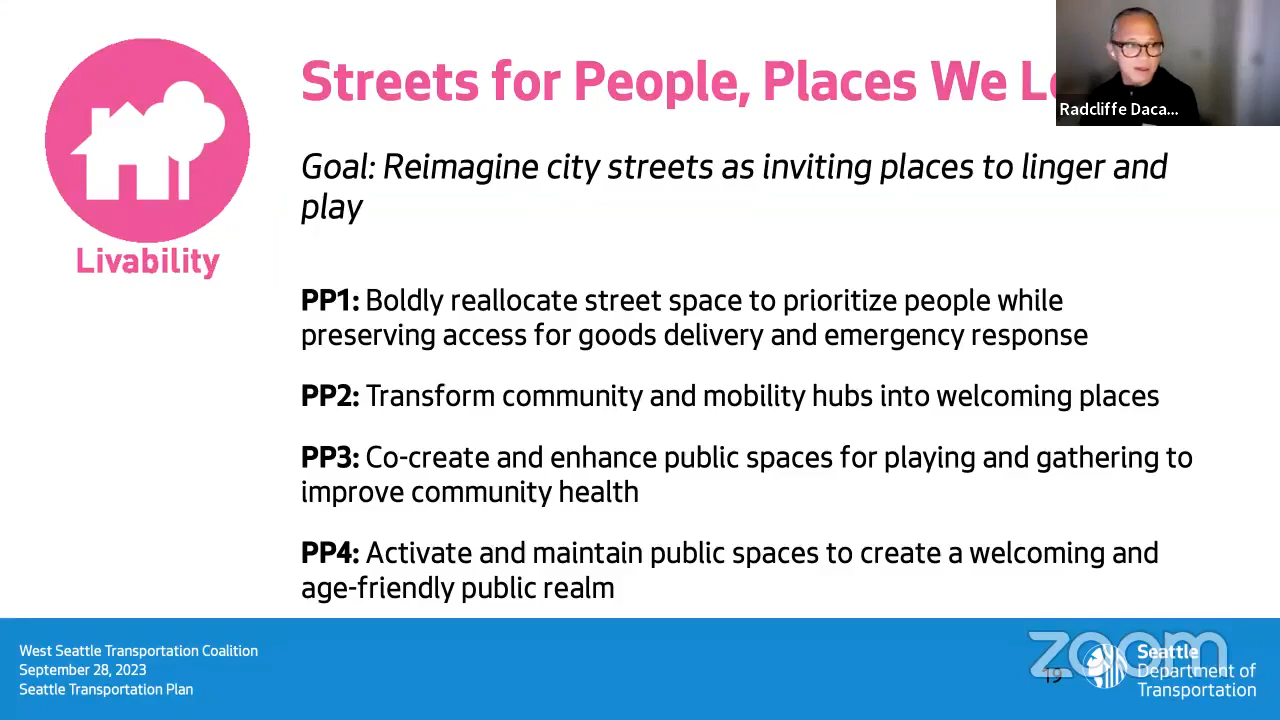 Streets for People, Places We L
Radcliffe Daca...
Goal: Reimagine city streets as inviting places to linger and
play
Livability
PP1: Boldly reallocate street space to prioritize people while
preserving access for goods delivery and emergency response
PP2: Transform community and mobility hubs into welcoming places
PP3: Co-create and enhance public spaces for playing and gathering to
improve community health
PP4: Activate and maintain public spaces to create a welcoming and
age-friendly public realm
West Seattle Transportation Coalition
September 28, 2023
Seattle Transportation Plan
zoom
19
Seattle
Department of
Transportation